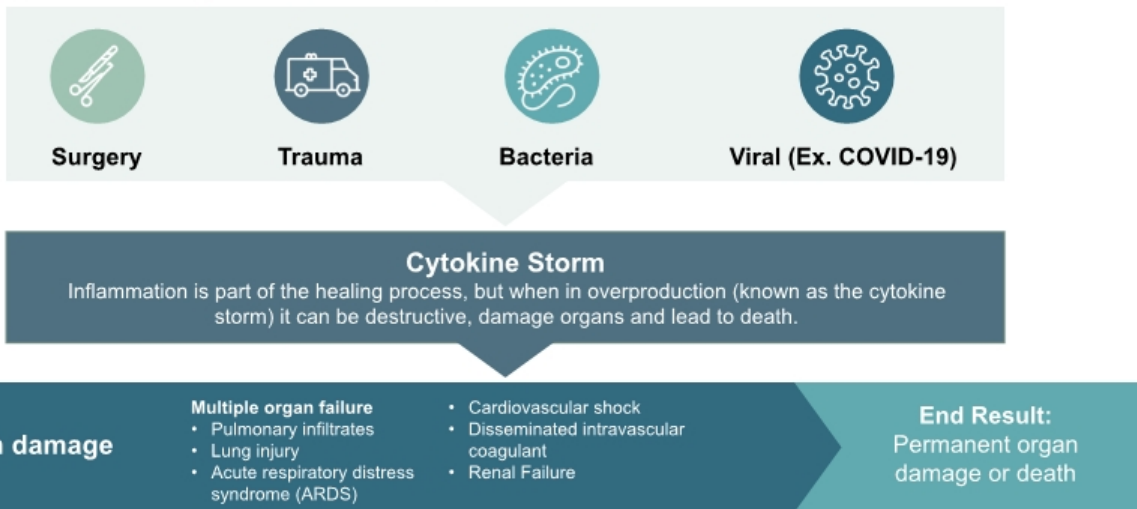 Surgery
Trauma
Bacteria
Viral (Ex. COVID-19)
Cytokine Storm
Inflammation is part of the healing process, but when in overproduction (known as the cytokine
storm) it can be destructive, damage organs and lead to death.
damage
Multiple organ failure
• Pulmonary infiltrates
• Lung injury
• Acute respiratory distress
syndrome (ARDS)
• Cardiovascular shock
• Disseminated intravascular
coagulant
• Renal Failure
End Result:
Permanent organ
damage or death